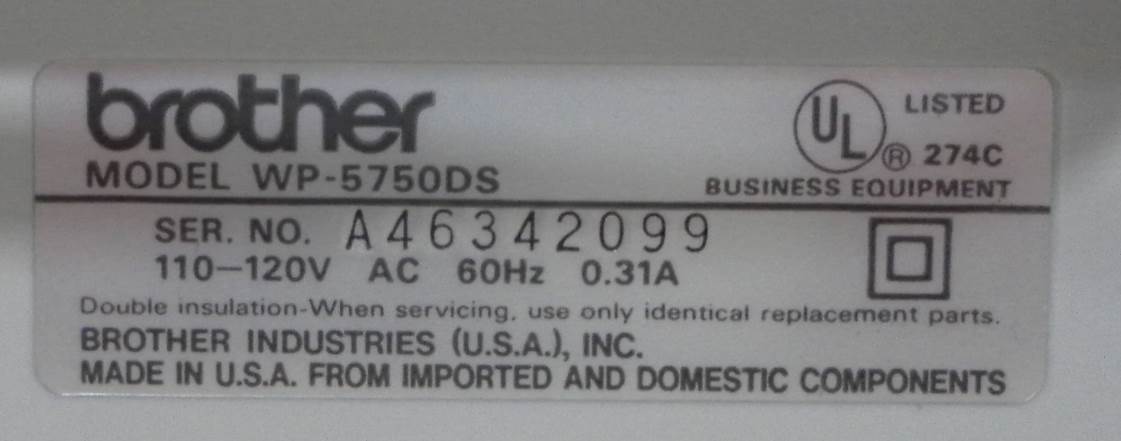 brother
MODEL WP-5750DS
UL LISTED
® 274C
BUSINESS EQUIPMENT
SER. NO. A46342099
110-120V AC 60Hz 0.31A
Double insulation-When servicing, use only identical replacement parts.
BROTHER INDUSTRIES (U.S.A.), INC.
MADE IN U.S.A. FROM IMPORTED AND DOMESTIC COMPONENTS